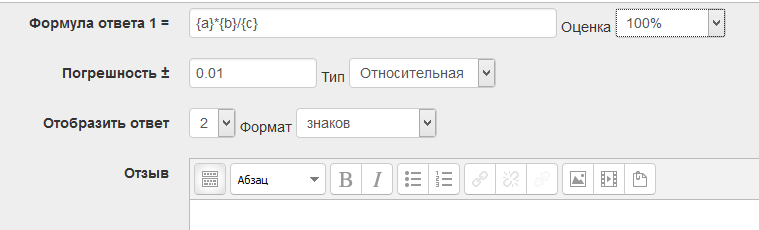 Формула ответа 1 = {a}*{b}/{c} Оценка 100%
Погрешность ± 0.01 Тип Относительная
Отобразить ответ 2 Формат знаков
Отзыв Абзац B I